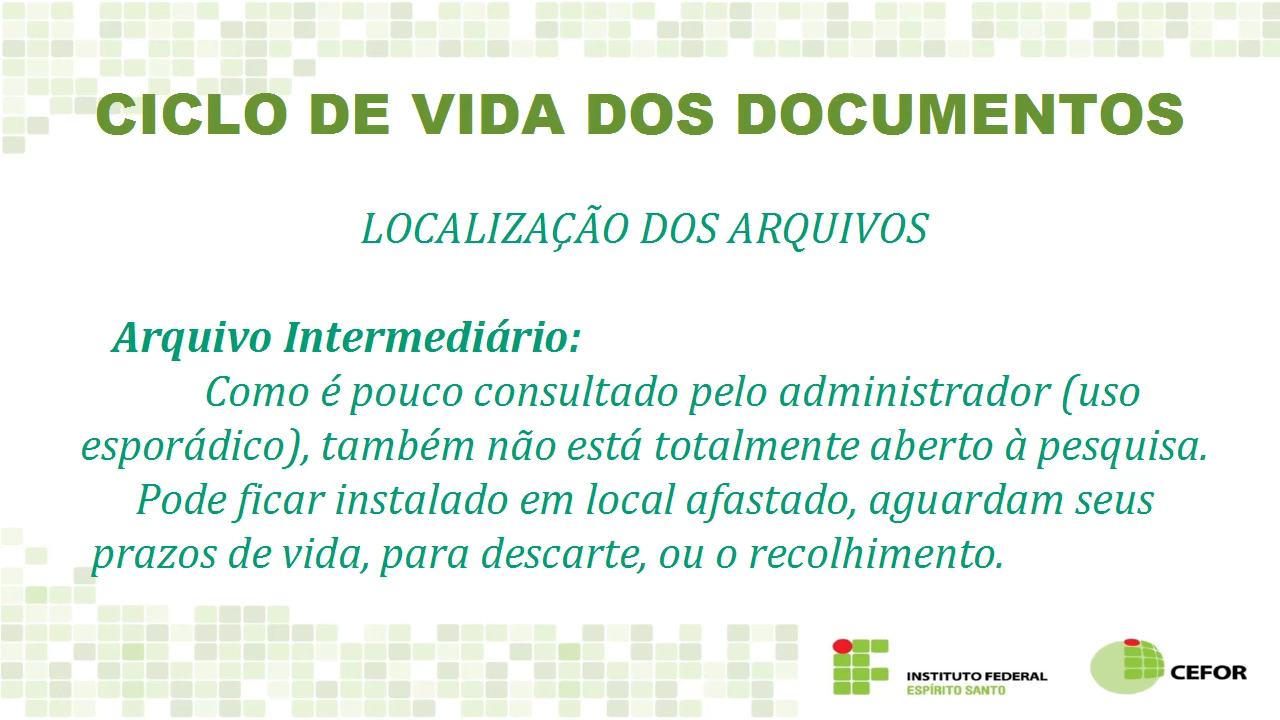 CICLO DE VIDA DOS DOCUMENTOS
LOCALIZAÇÃO DOS ARQUIVOS
Arquivo Intermediário:
Como é pouco consultado pelo administrador (uso
esporádico), também não está totalmente aberto à pesquisa.
Pode ficar instalado em local afastado, aguardam seus
prazos de vida, para descarte, ou o recolhimento.
INSTITUTO FEDERAL
ESPÍRITO SANTO
CEFOR